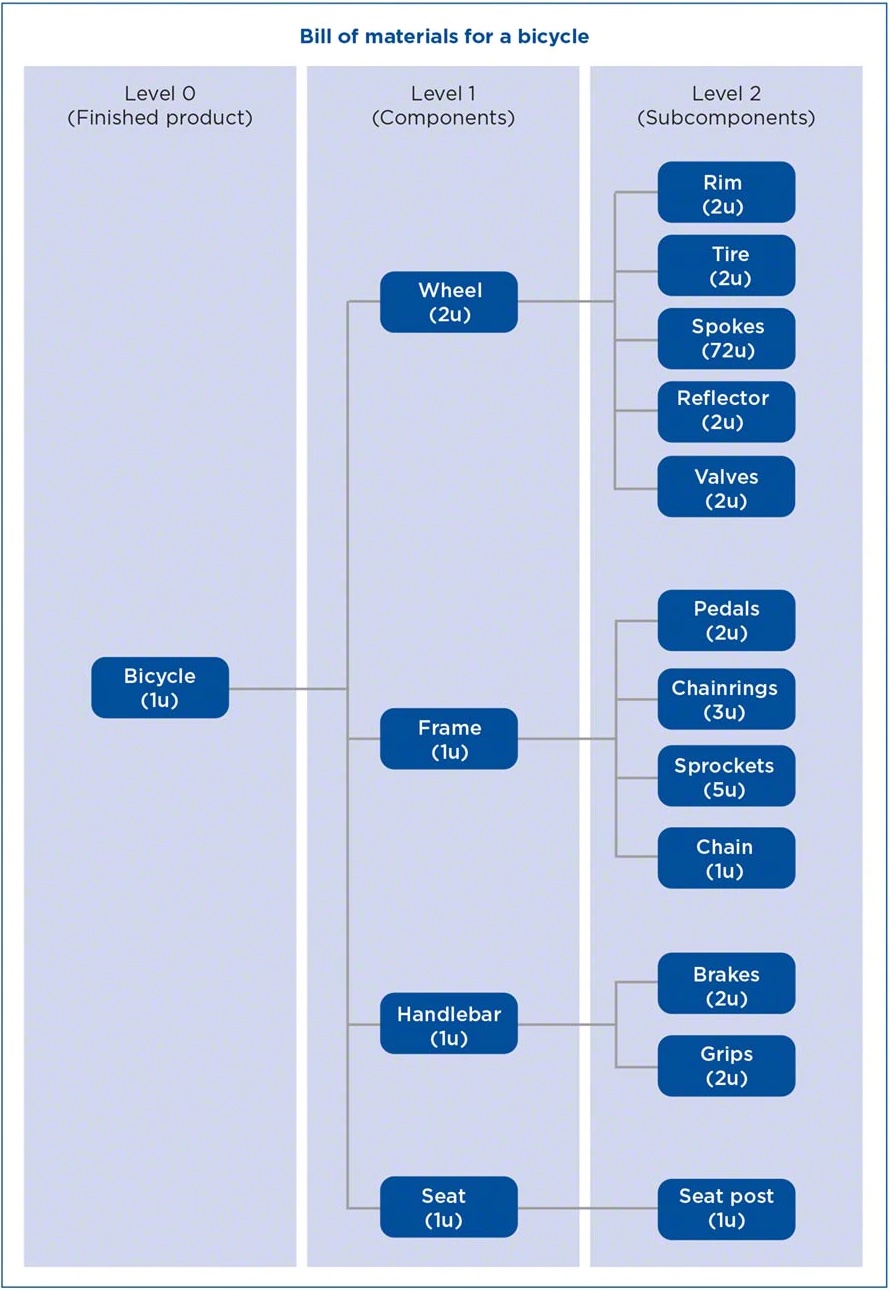 Bill of materials for a bicycle
Level 0
(Finished product)
Level 1
(Components)
Level 2
(Subcomponents)
Bicycle
(1u)
Wheel
(2u)
Rim
(2u)
Tire
(2u)
Spokes
(72u)
Reflector
(2u)
Valves
(2u)
Frame
(1u)
Pedals
(2u)
Chainrings
(3u)
Sprockets
(5u)
Chain
(1u)
Handlebar
(1u)
Brakes
(2u)
Grips
(2u)
Seat
(1u)
Seat post
(1u)